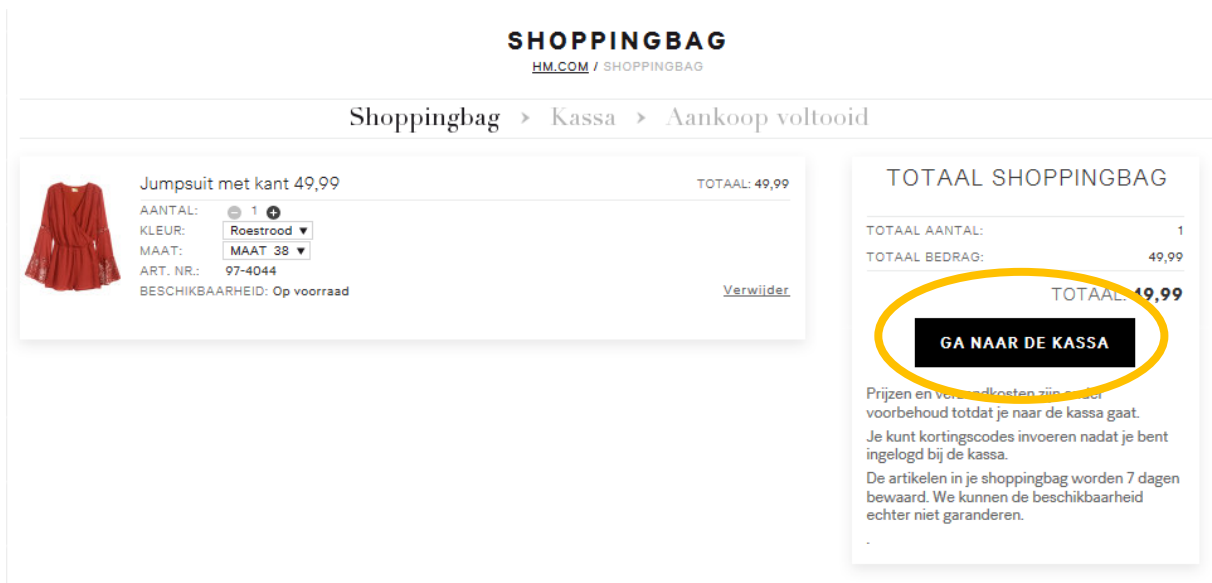 SHOPPINGBAG
HM.COM / SHOPPINGBAG
Shoppingbag > Kassa > Aankoop voltooid
Jumpsuit met kant 49,99
TOTAAL: 49,99
AANTAL: 1
KLEUR: Roestrood
MAAT: MAAT 38
ART. NR.: 97-4044
BESCHIKBAARHEID: Op voorraad
Verwijder
TOTAAL SHOPPINGBAG
TOTAAL AANTAL: 1
TOTAAL BEDRAG: 49,99
TOTAAL: 49,99
GA NAAR DE KASSA
Prijzen en verzendkosten zijn onder
voorbehoud totdat je naar de kassa gaat.
Je kunt kortingscodes invoeren nadat je bent
ingelogd bij de kassa.
De artikelen in je shoppingbag worden 7 dagen
bewaard. We kunnen de beschikbaarheid
echter niet garanderen.
.